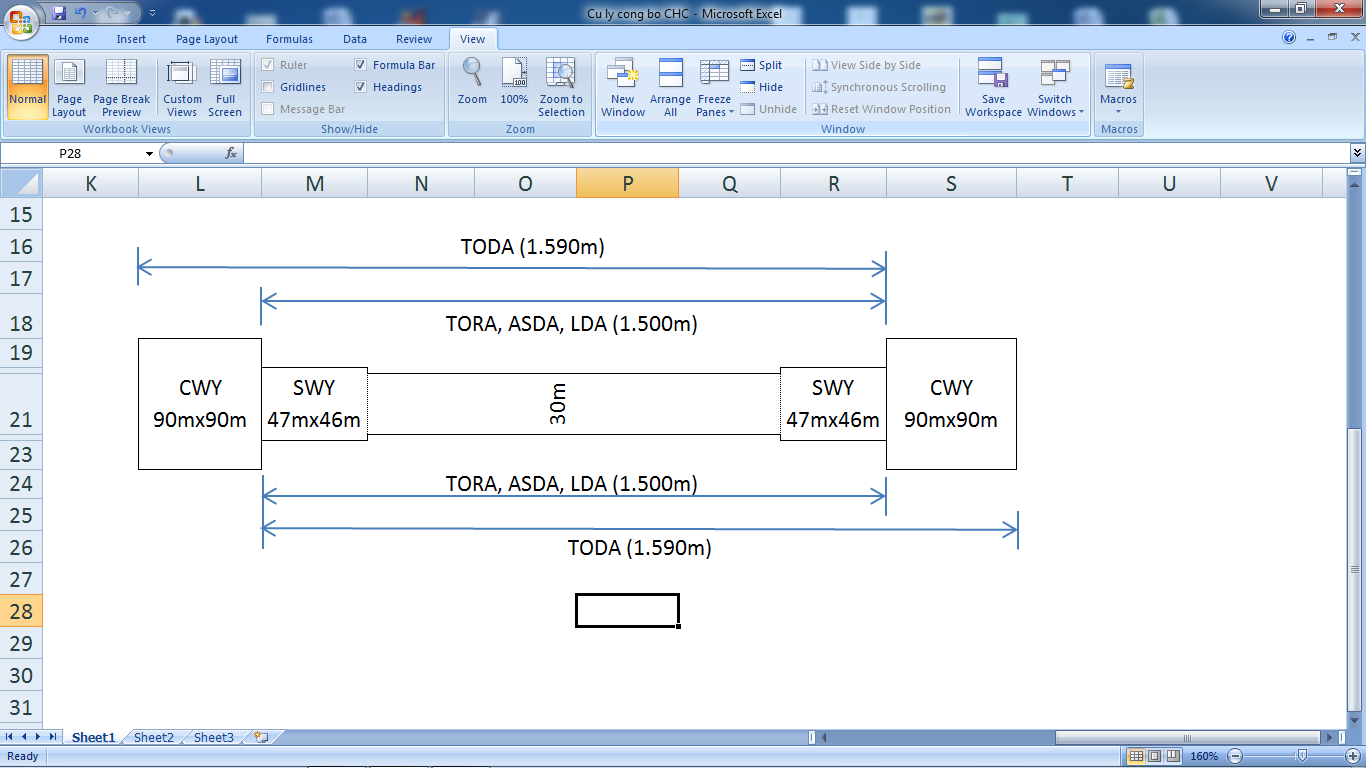 Cu ly cong bo CHC - Microsoft Excel
Home Insert Page Layout Formulas Data Review View
Ruler
Formula Bar
Gridlines
Headings
Message Bar
Normal
Page Layout
Page Break Preview
Custom Views
Full Screen
Zoom
100%
Zoom to Selection
New Window
Arrange All
Freeze Panes
Split
Hide
Unhide
View Side by Side
Synchronous Scrolling
Reset Window Position
Save Workspace
Switch Windows
Macros
Workbook Views
Show/Hide
Zoom
Window
Macros
P28
fx
K L M N O P Q R S T U V
15
16
17
18
19
21
23
24
25
26
27
28
29
30
31
TODA (1.590m)
TORA, ASDA, LDA (1.500m)
CWY
90mx90m
SWY
47mx46m
30m
SWY
47mx46m
CWY
90mx90m
TORA, ASDA, LDA (1.500m)
TODA (1.590m)
Sheet1 Sheet2 Sheet3
Ready
160%